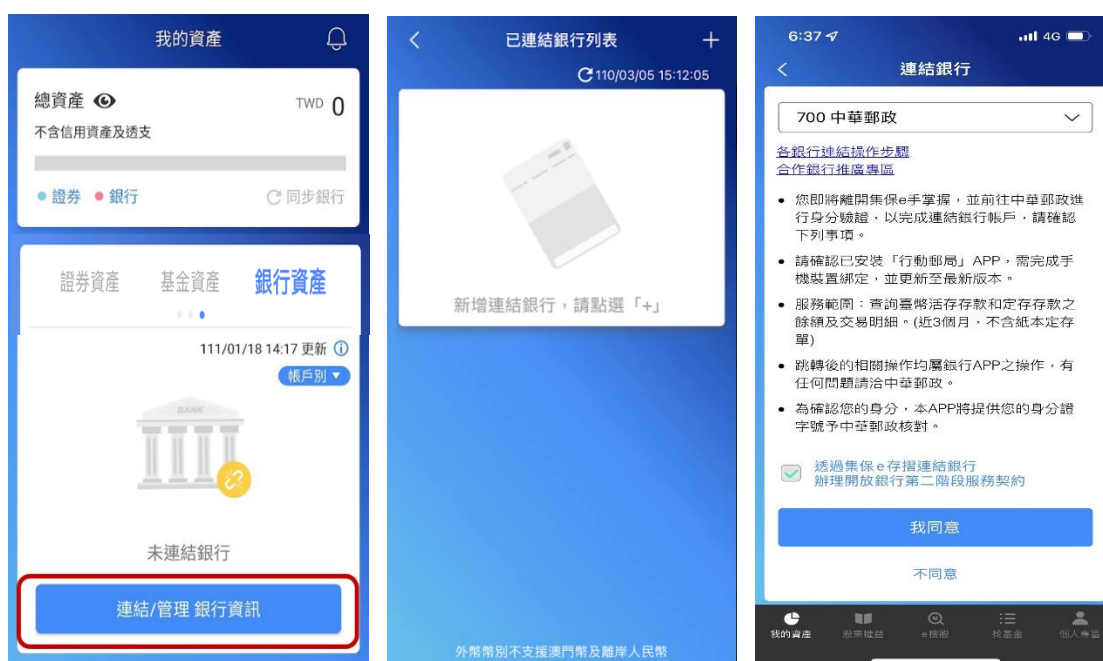 我的資產
總資產
TWD 0
不含信用資產及透支
證券 銀行
同步銀行
證券資產 基金資產 銀行資產
111/01/18 14:17 更新
帳戶別
BANK
未連結銀行
連結/管理 銀行資訊
已連結銀行列表
110/03/05 15:12:05
新增連結銀行，請點選「+」
外幣幣別不支援澳門幣及離岸人民幣
6:37
4G
連結銀行
700 中華郵政
各銀行連結操作步驟
合作銀行推廣專區
• 您即將離開集保e手掌握，並前往中華郵政進
行身分驗證，以完成連結銀行帳戶，請確認
下列事項。
• 請確認已安裝「行動郵局」APP，需完成手
機裝置綁定，並更新至最新版本。
• 服務範圍：查詢臺幣活存存款和定存存款之
餘額及交易明細。(近3個月，不含紙本定存
單)
• 跳轉後的相關操作均屬銀行APP之操作，有
任何問題請洽中華郵政。
• 為確認您的身分，本APP將提供您的身分證
字號予中華郵政核對。
透過集保e存摺連結銀行
辦理開放銀行第二階段服務契約
我同意
不同意
我的資產 股東權益 e搜股 找基金 個人專區